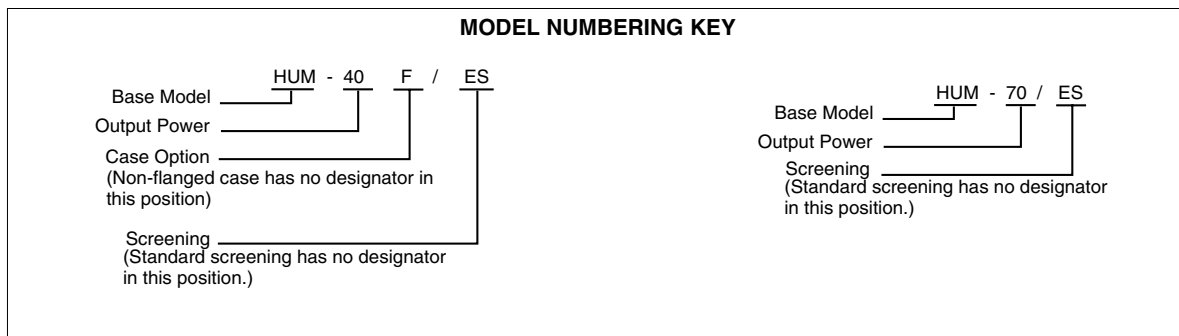 MODEL NUMBERING KEY
HUM - 40 F / ES
Base Model
Output Power
Case Option
(Non-flanged case has no designator in
this position)
Screening
(Standard screening has no designator
in this position.)
HUM - 70 / ES
Base Model
Output Power
Screening
(Standard screening has no designator
in this position.)